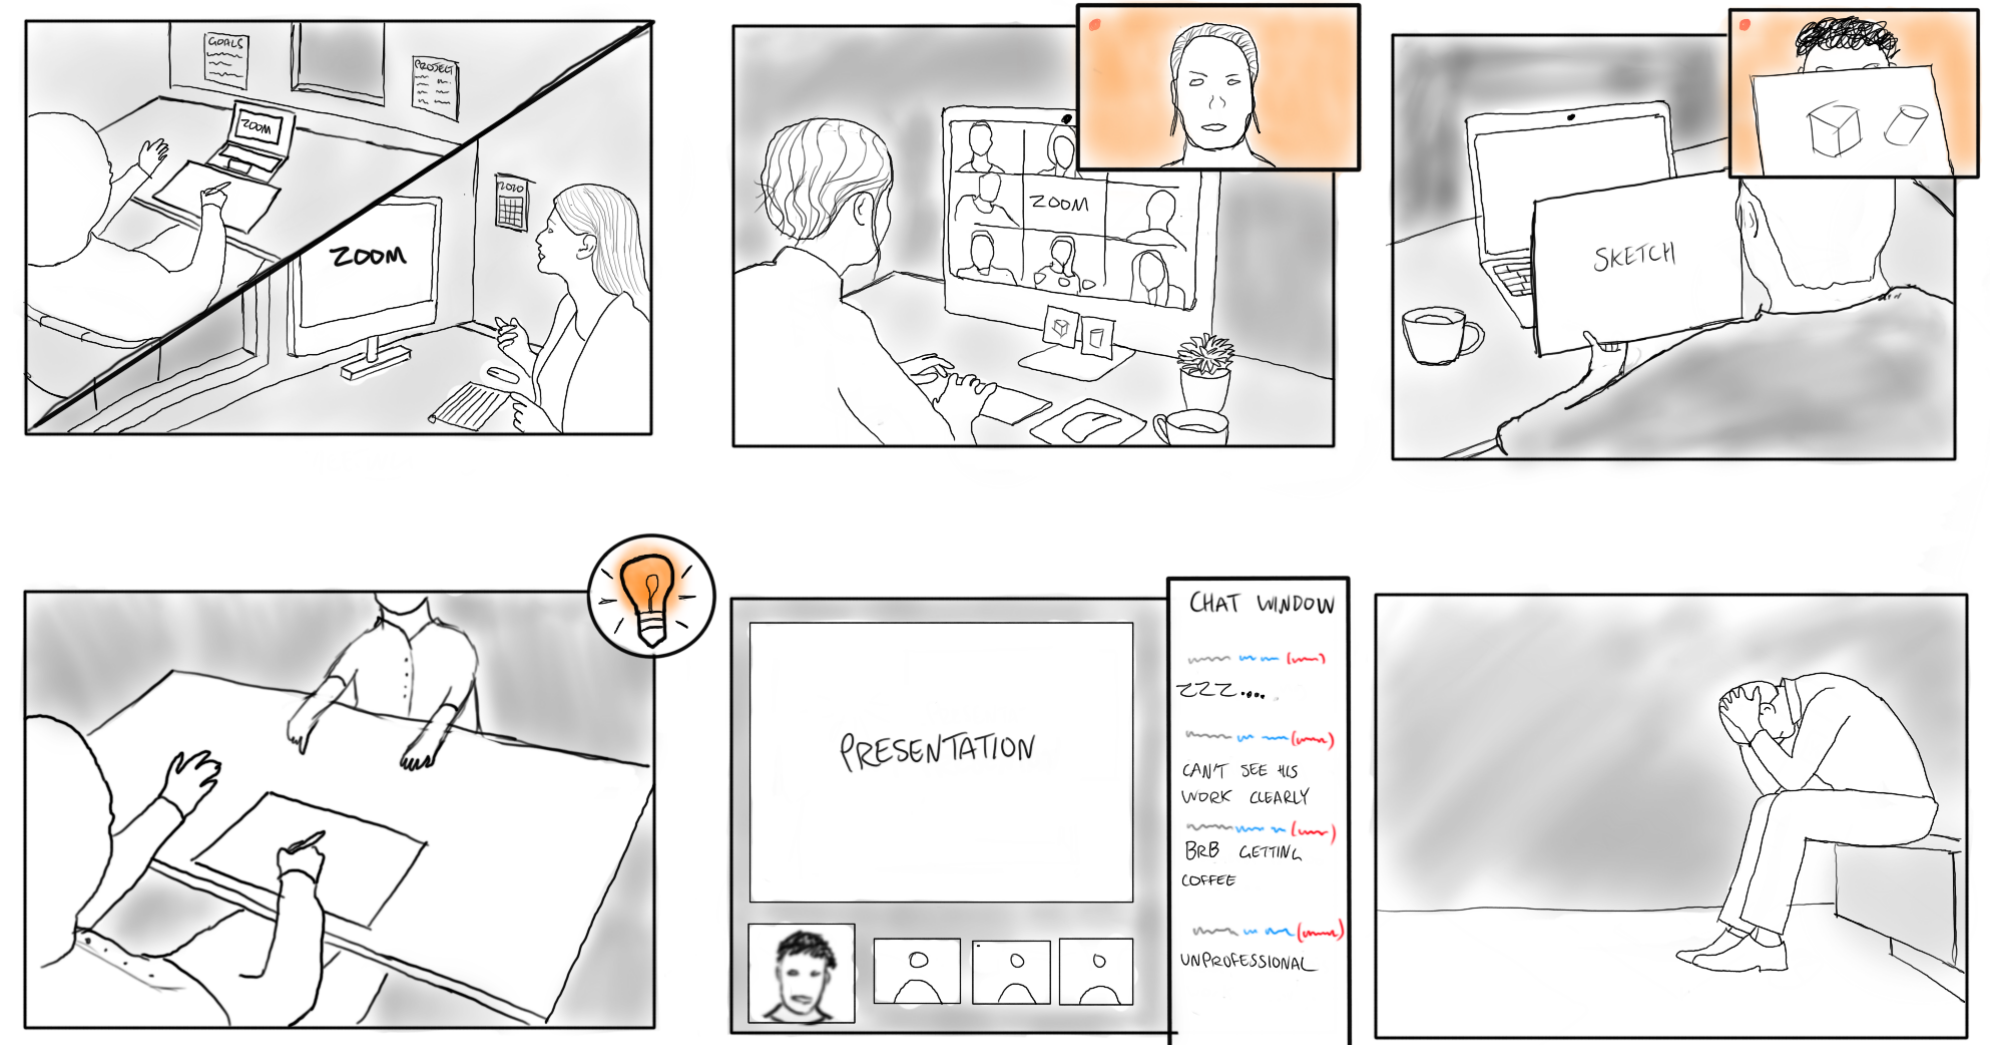 GOALS
PROJECT
ZOOM
2020
ZOOM
ZOOM
SKETCH
PRESENTATION
CHAT WINDOW
ZZZ....
CAN'T SEE HIS
WORK CLEARLY
BRB GETTING
COFFEE
UNPROFESSIONAL